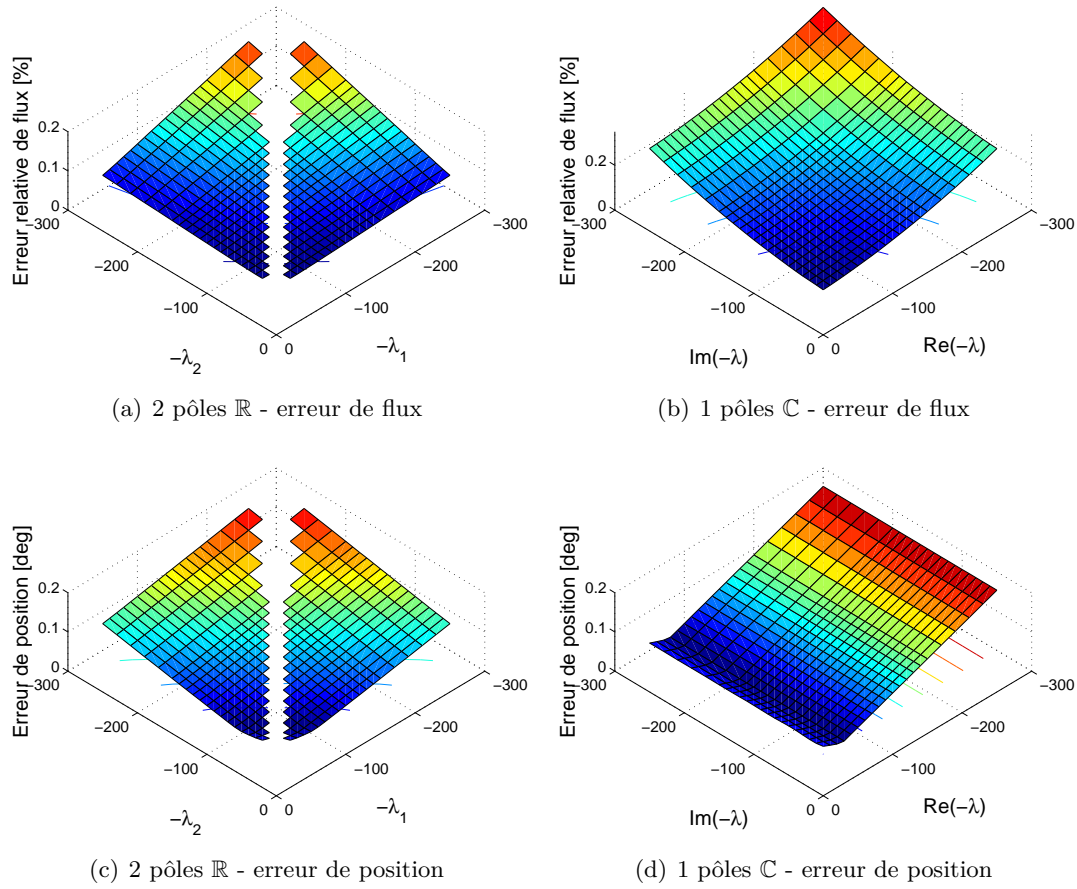 Erreur relative de flux [%]
0.2
0.1
0
−300
−200
−100
0
−λ2
0
−100
−200
−300
−λ1
(a) 2 pôles ℝ - erreur de flux
Erreur relative de flux [%]
0.2
0
−300
−200
−100
0
Im(−λ)
0
−100
−200
−300
Re(−λ)
(b) 1 pôles ℂ - erreur de flux
Erreur de position [deg]
0.2
0.1
0
−300
−200
−100
0
−λ2
0
−100
−200
−300
−λ1
(c) 2 pôles ℝ - erreur de position
Erreur de position [deg]
0.2
0.1
0
−300
−200
−100
0
Im(−λ)
0
−100
−200
−300
Re(−λ)
(d) 1 pôles ℂ - erreur de position